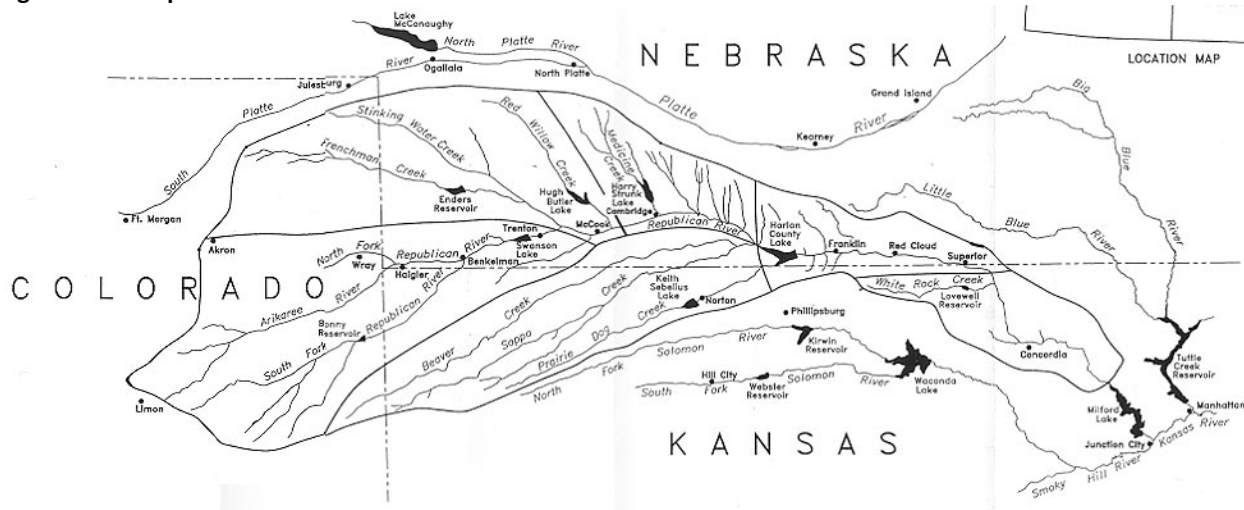 Lake
McConaughy
North Platte River
NEBRASKA
LOCATION MAP
River
Ogallala
North Platte
Julesburg
South Platte
Platte River
Grand Island
Kearney
Big Blue River
Stinking Water Creek
Red Willow Creek
Medicine Creek
Frenchman Creek
Enders
Reservoir
Hugh
Butler
Lake
Harry
Strunk
Lake
Cambridge
Little Blue River
Ft. Morgan
Akron
McCook
Republican River
Harlan
County
Lake
Franklin
Red Cloud
Superior
Trenton
Swanson
Lake
North Fork Republican River
Wray
Haigler
Benkelman
COLORADO
Arikaree River
Keith
Sebelius
Lake
Norton
White Rock Creek
Lovewell
Reservoir
Bonny
Reservoir
South Fork Republican River
Beaver Creek
Sappa Creek
Prairie Dog Creek
Phillipsburg
Kirwin
Reservoir
Concordia
Tuttle
Creek
Reservoir
North Fork Solomon River
Hill City
Webster
Reservoir
South Fork Solomon River
Waconda
Lake
Limon
Milford
Lake
Manhattan
Junction City
Kansas River
KANSAS
Smoky Hill River